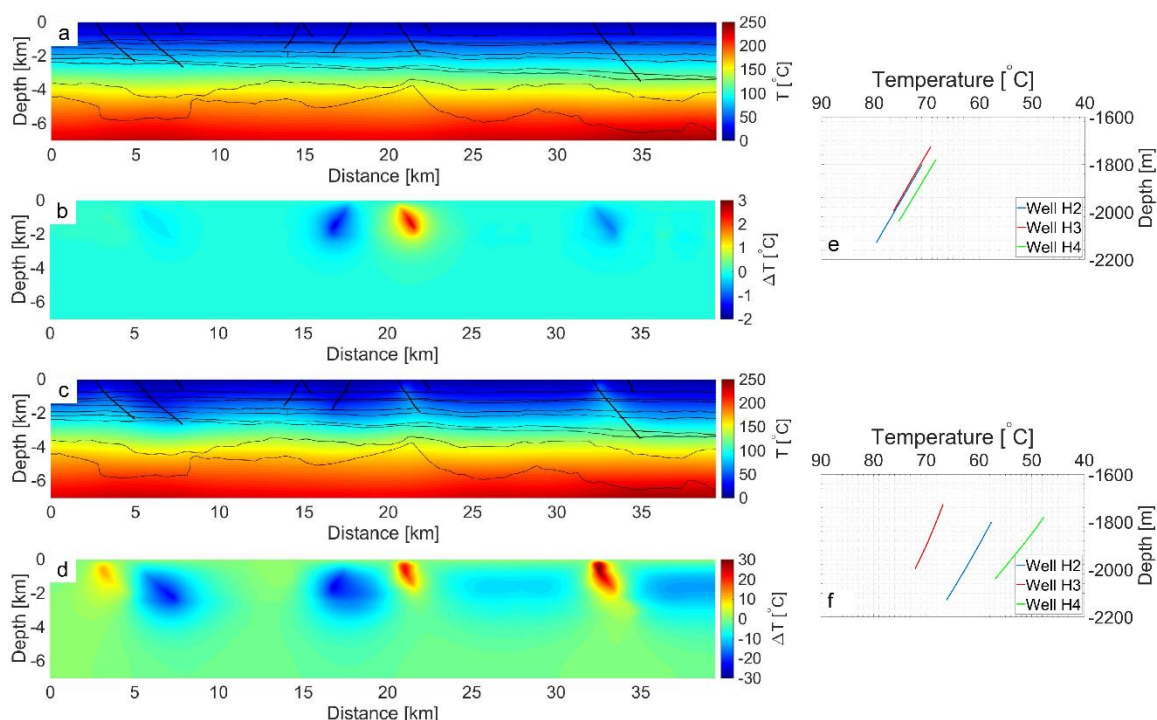 a
0
-2
-4
-6
Depth [km]
0 5 10 15 20 25 30 35
Distance [km]
250
200
150
100
50
0
T [°C]
b
0
-2
-4
-6
Depth [km]
0 5 10 15 20 25 30 35
Distance [km]
3
2
1
0
-1
-2
ΔT [°C]
c
0
-2
-4
-6
Depth [km]
0 5 10 15 20 25 30 35
Distance [km]
250
200
150
100
50
0
T [°C]
d
0
-2
-4
-6
Depth [km]
0 5 10 15 20 25 30 35
Distance [km]
30
20
10
0
-10
-20
-30
ΔT [°C]
Temperature [°C]
90 80 70 60 50 40
-1600
-1800
-2000
-2200
Depth [m]
Well H2
Well H3
Well H4
e
Temperature [°C]
90 80 70 60 50 40
-1600
-1800
-2000
-2200
Depth [m]
Well H2
Well H3
Well H4
f